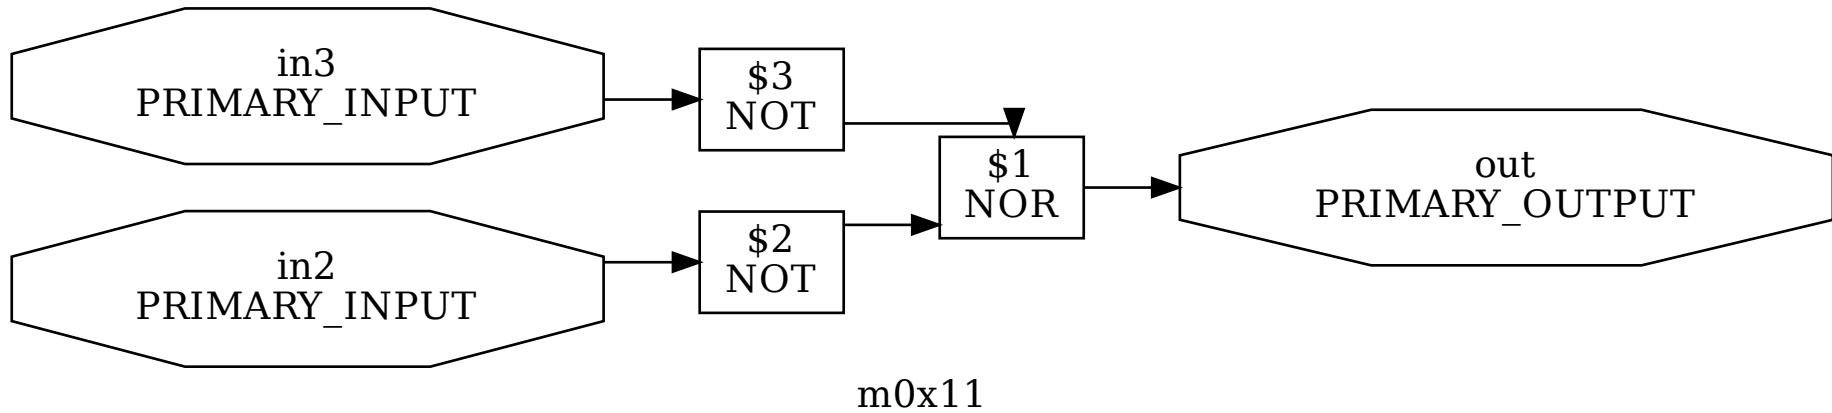 in3
PRIMARY_INPUT
$3
NOT
in2
PRIMARY_INPUT
$2
NOT
$1
NOR
out
PRIMARY_OUTPUT
m0x11